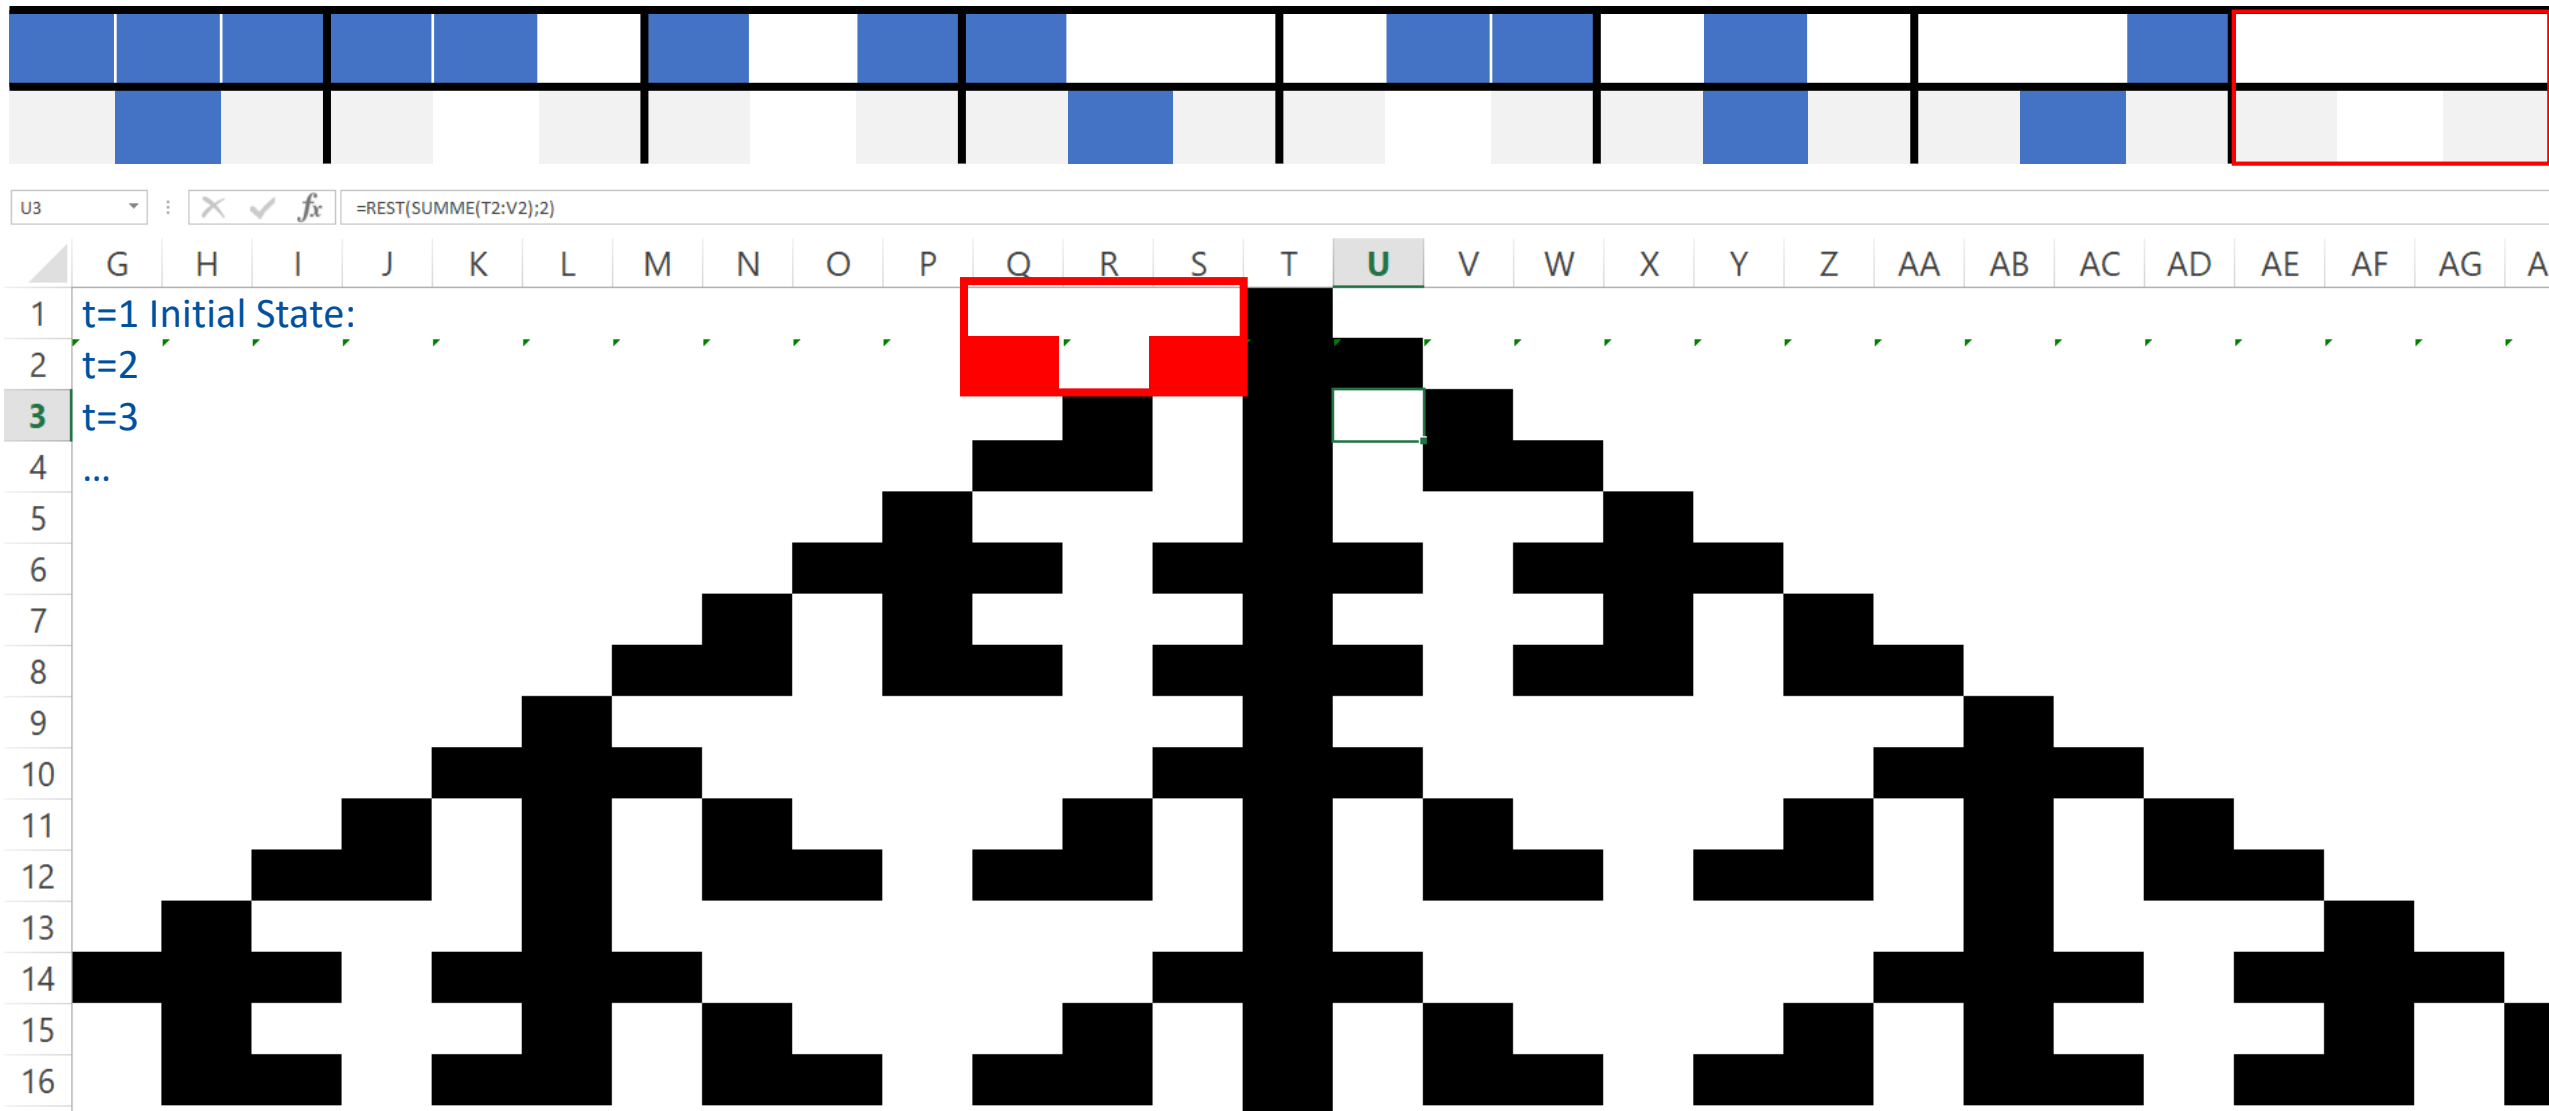 U3 fx =REST(SUMME(T2:V2);2)
G H I J K L M N O P Q R S T U V W X Y Z AA AB AC AD AE AF AG A
1 t=1 Initial State:
2 t=2
3 t=3
4 ...
5
6
7
8
9
10
11
12
13
14
15
16